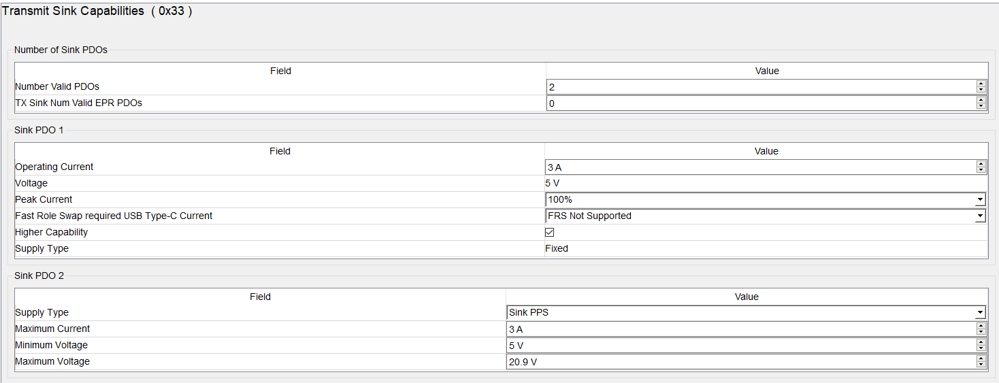 Transmit Sink Capabilities ( 0x33 )
Number of Sink PDOs
Field Value
Number Valid PDOs 2
TX Sink Num Valid EPR PDOs 0
Sink PDO 1
Field Value
Operating Current 3 A
Voltage 5 V
Peak Current 100%
Fast Role Swap required USB Type-C Current FRS Not Supported
Higher Capability
Supply Type Fixed
Sink PDO 2
Field Value
Supply Type Sink PPS
Maximum Current 3 A
Minimum Voltage 5 V
Maximum Voltage 20.9 V